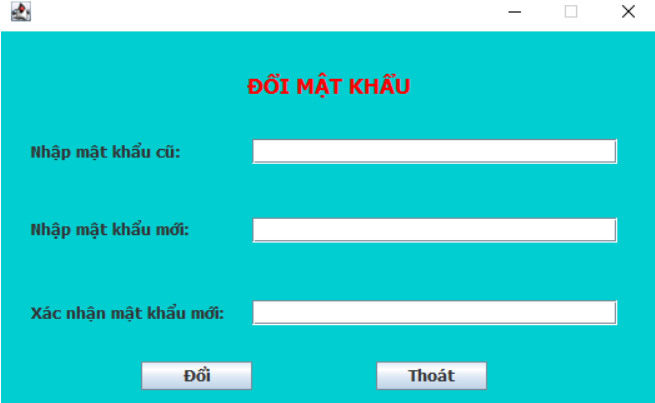 ĐỔI MẬT KHẨU
Nhập mật khẩu cũ:
Nhập mật khẩu mới:
Xác nhận mật khẩu mới:
Đổi
Thoát